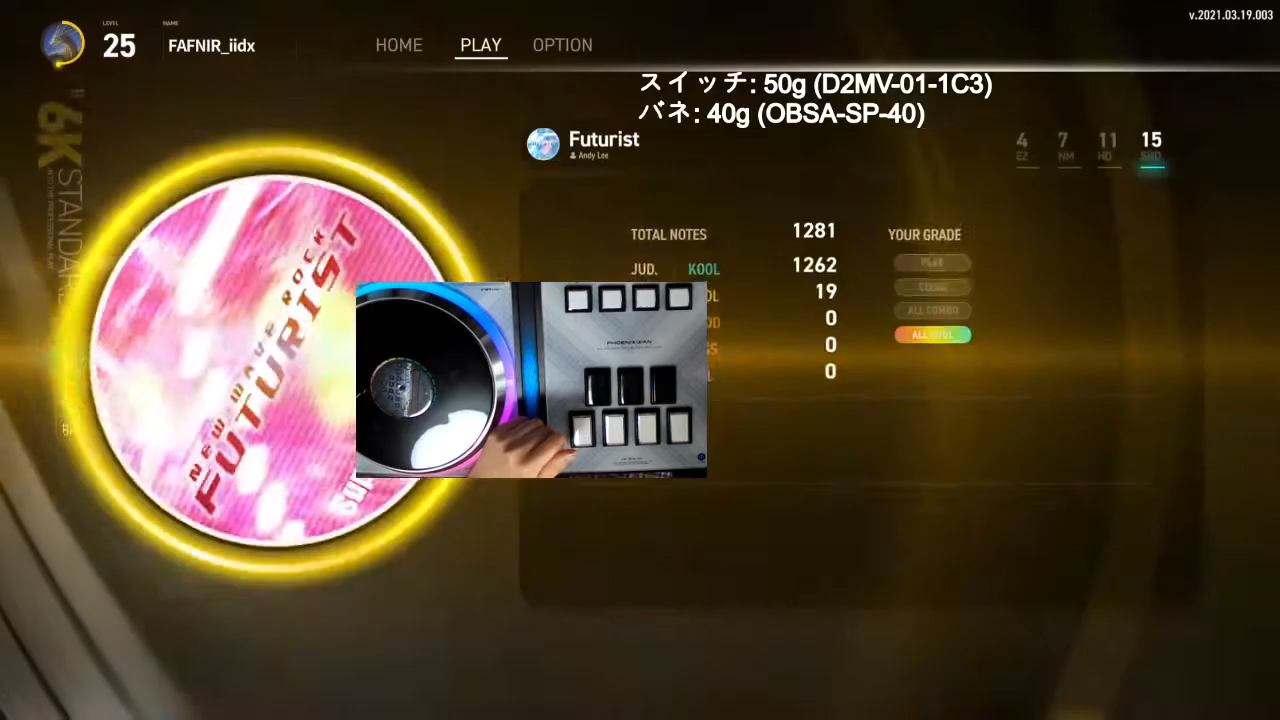 v.2021.03.19.003
LEVEL
25
NAME
FAFNIR_iidx
HOME
PLAY
OPTION
スイッチ: 50g (D2MV-01-1C3)
バネ: 40g (OBSA-SP-40)
6K
STANDARD
Futurist
Andy Lee
4 7 11 15
EZ NM HD SHD
TOTAL NOTES 1281
JUD. KOOL 1262
19
0
0
0
YOUR GRADE
PLAY
CLEAR
ALL COMBO
ALL KOOL
NEW WAVE ROCK
FUTURIST
PHOENIXWAN